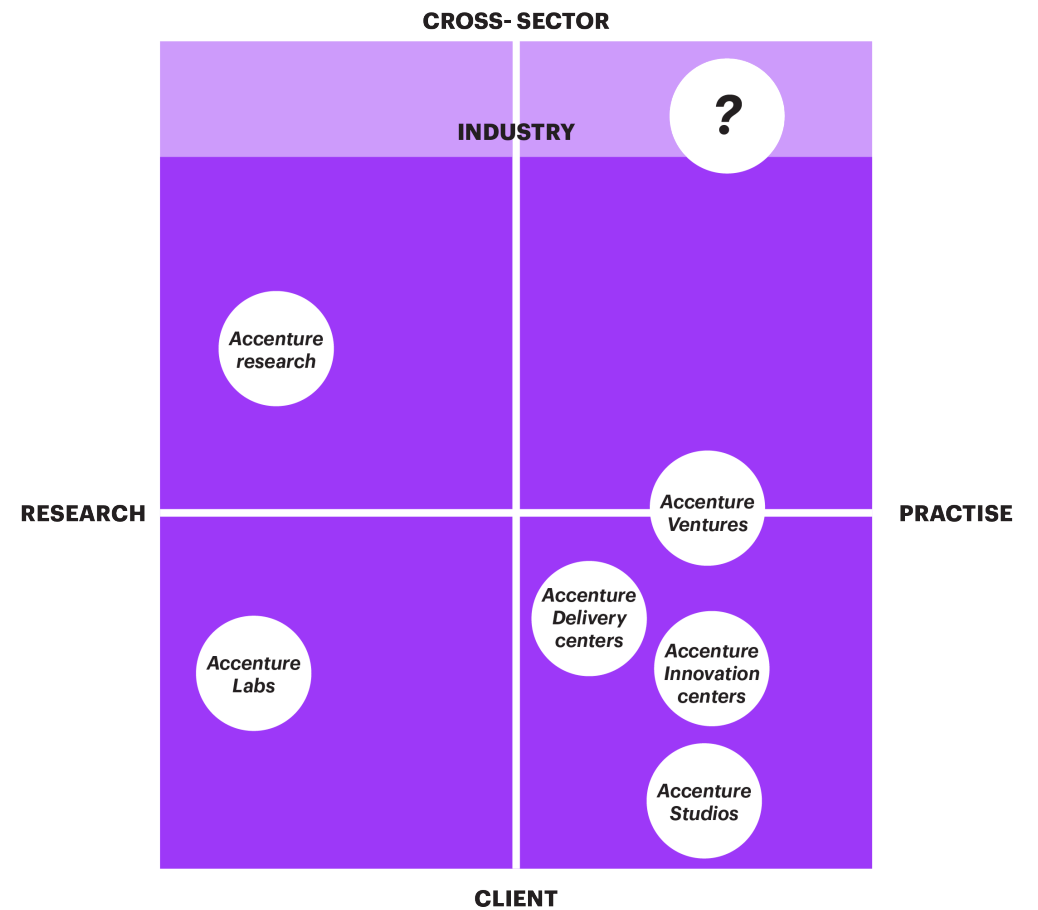 CROSS- SECTOR
?
INDUSTRY
Accenture
research
RESEARCH
PRACTISE
Accenture
Ventures
Accenture
Delivery
centers
Accenture
Innovation
centers
Accenture
Labs
Accenture
Studios
CLIENT